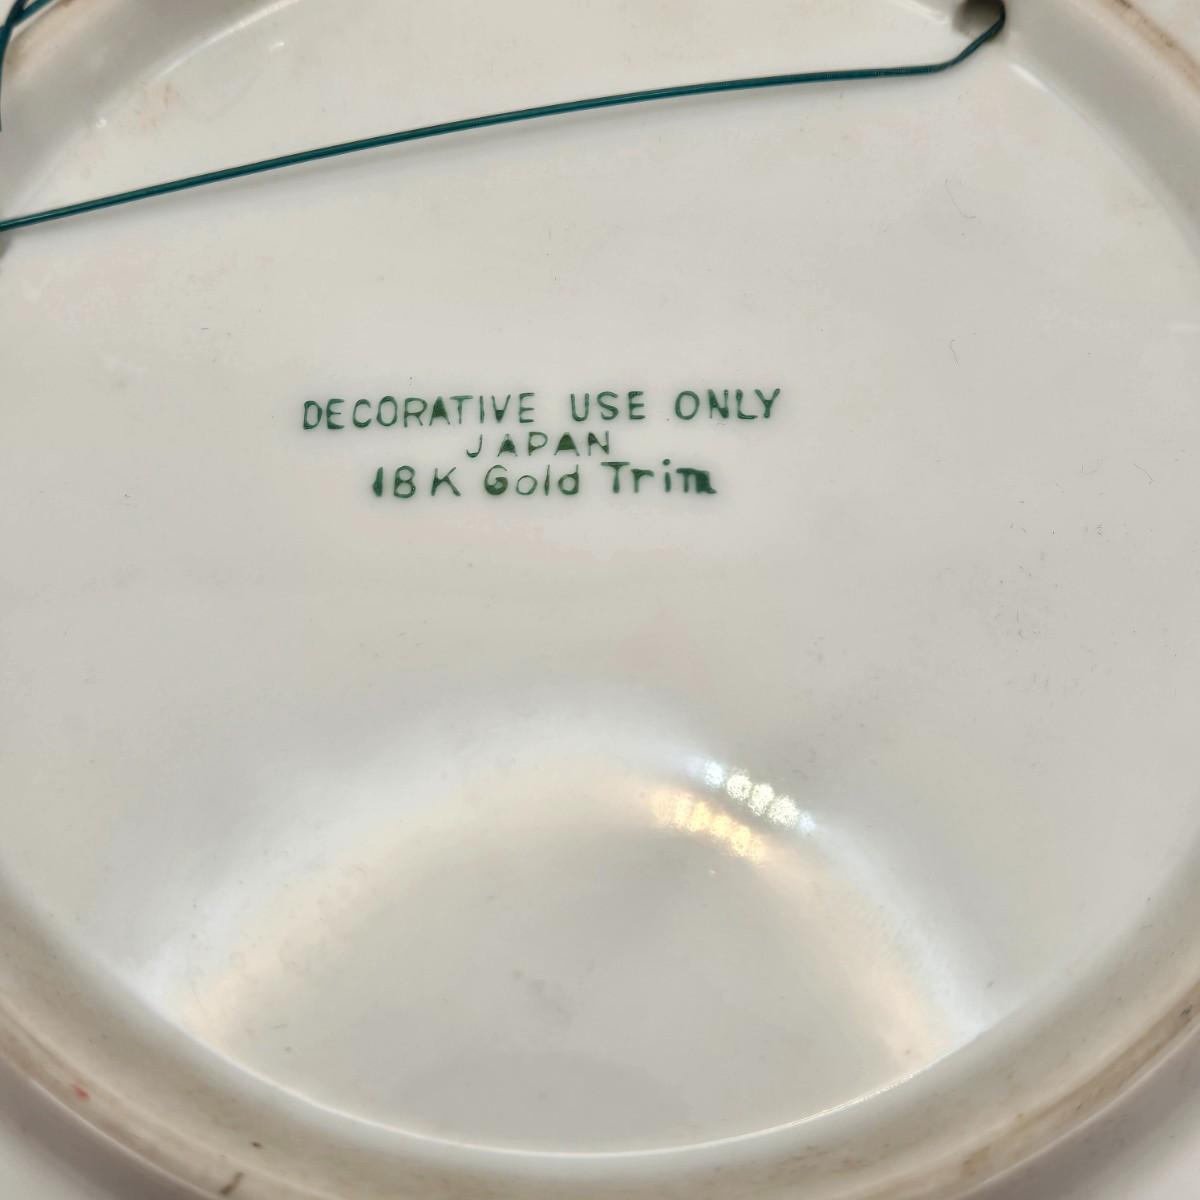 DECORATIVE USE ONLY
JAPAN
18K Gold Trim